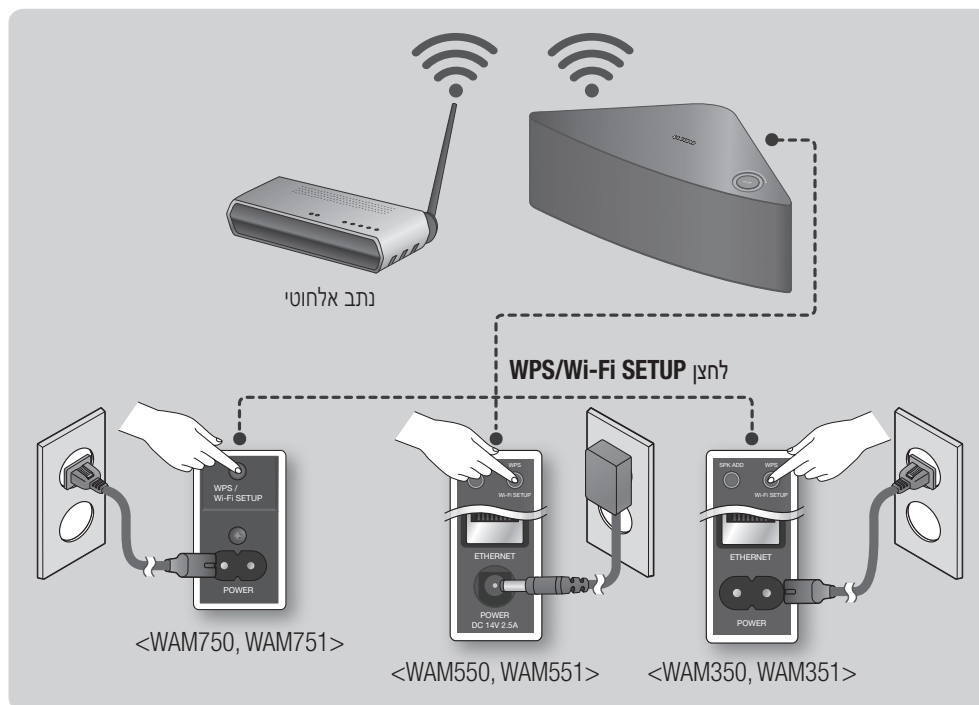 נתב אלחוטי
לחצן WPS/Wi-Fi SETUP
WPS /
Wi-Fi SETUP
POWER
<WAM750, WAM751>
WPS
Wi-Fi SETUP
ETHERNET
POWER
DC 14V 2.5A
<WAM550, WAM551>
SPK ADD
WPS
Wi-Fi SETUP
ETHERNET
POWER
<WAM350, WAM351>